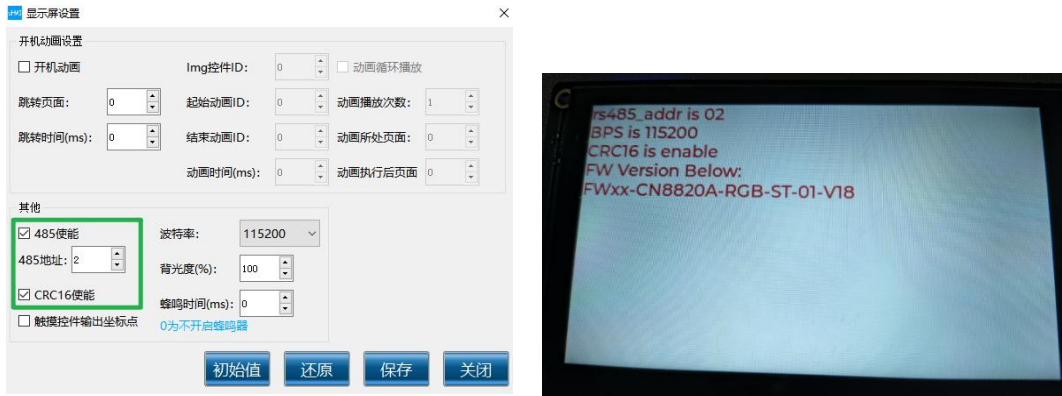 显示屏设置
开机动画设置
开机动画 Img控件ID: 0 动画循环播放
跳转页面: 0 起始动画ID: 0 动画播放次数: 1
跳转时间(ms): 0 结束动画ID: 0 动画所处页面: 0
动画时间(ms): 0 动画执行后页面 0
其他
485使能 波特率: 115200
485地址: 2 背光度(%): 100
CRC16使能 蜂鸣时间(ms): 0
触摸控件输出坐标点 0为不开启蜂鸣器
初始值 还原 保存 关闭
rs485_addr is 02
BPS is 115200
CRC16 is enable
FW Version Below:
FWxx-CN8820A-RGB-ST-01-V18